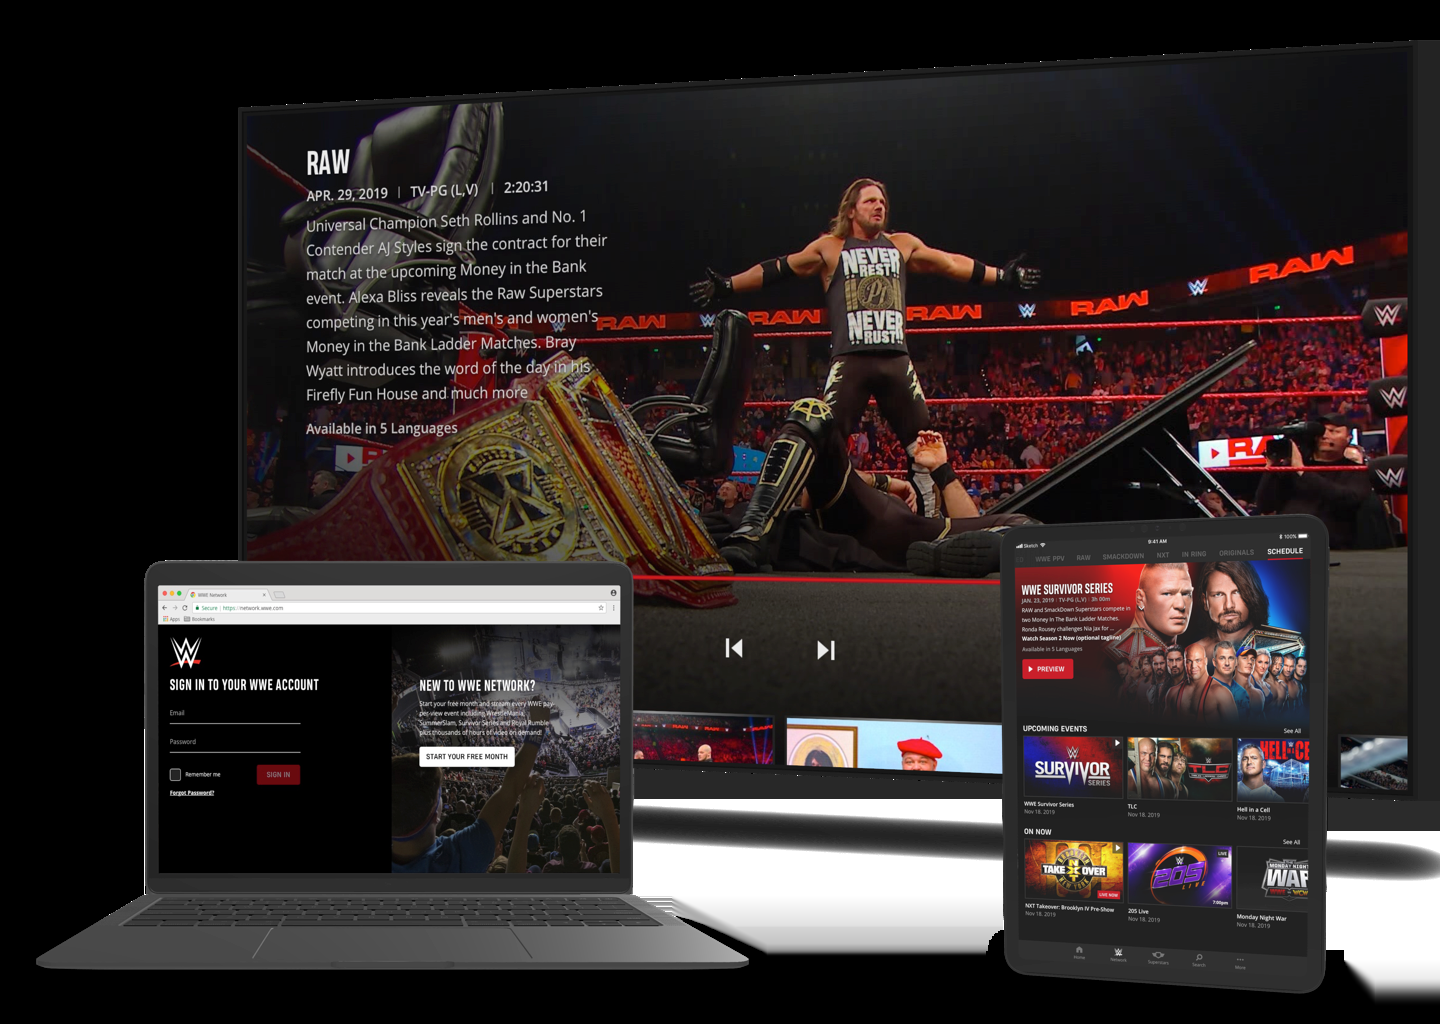 RAW
APR. 29, 2019 | TV-PG (L,V) | 2:20:31
Universal Champion Seth Rollins and No. 1
Contender AJ Styles sign the contract for their
match at the upcoming Money in the Bank
event. Alexa Bliss reveals the Raw Superstars
competing in this year's men's and women's
Money in the Bank Ladder Matches. Bray
Wyatt introduces the word of the day in his
Firefly Fun House and much more
Available in 5 Languages
NEVER
REST
P1
NEVER
RUST
RAW RAW RAW RAW RAW
RA
WWE Network
Secure | https://network.wwe.com
Apps Bookmarks
SIGN IN TO YOUR WWE ACCOUNT
Email
Password
Remember me
SIGN IN
Forgot Password?
NEW TO WWE NETWORK?
Start your free month and stream every WWE pay-
per-view event including WrestleMania,
SummerSlam, Survivor Series and Royal Rumble
plus thousands of hours of video on demand!
START YOUR FREE MONTH
Sketch 9:41 AM 100%
WWE PPV RAW SMACKDOWN NXT IN RING ORIGINALS SCHEDULE
WWE SURVIVOR SERIES
JAN. 23, 2019 · TV-PG (L,V) · 3h 00m
RAW and SmackDown Superstars compete in
two Money In The Bank Ladder Matches.
Ronda Rousey challenges Nia Jax for ...
Watch Season 2 Now (optional tagline)
Available in 5 Languages
PREVIEW
UPCOMING EVENTS
See All
SURVIVOR
SERIES
TLC
HELL IN A CE
WWE Survivor Series
Nov 18. 2019
TLC
Nov 18. 2019
Hell in a Cell
Nov 18. 2019
ON NOW
See All
TAKEOVER
NEW YORK
LIVE NOW
205
LIVE
LIVE
7:00pm
MONDAY NIGHT
WAR
NXT Takeover: Brooklyn IV Pre-Show
Nov 18. 2019
205 Live
Nov 18. 2019
Monday Night War
Nov 18. 2019
Home
Network
Superstars
Search
More